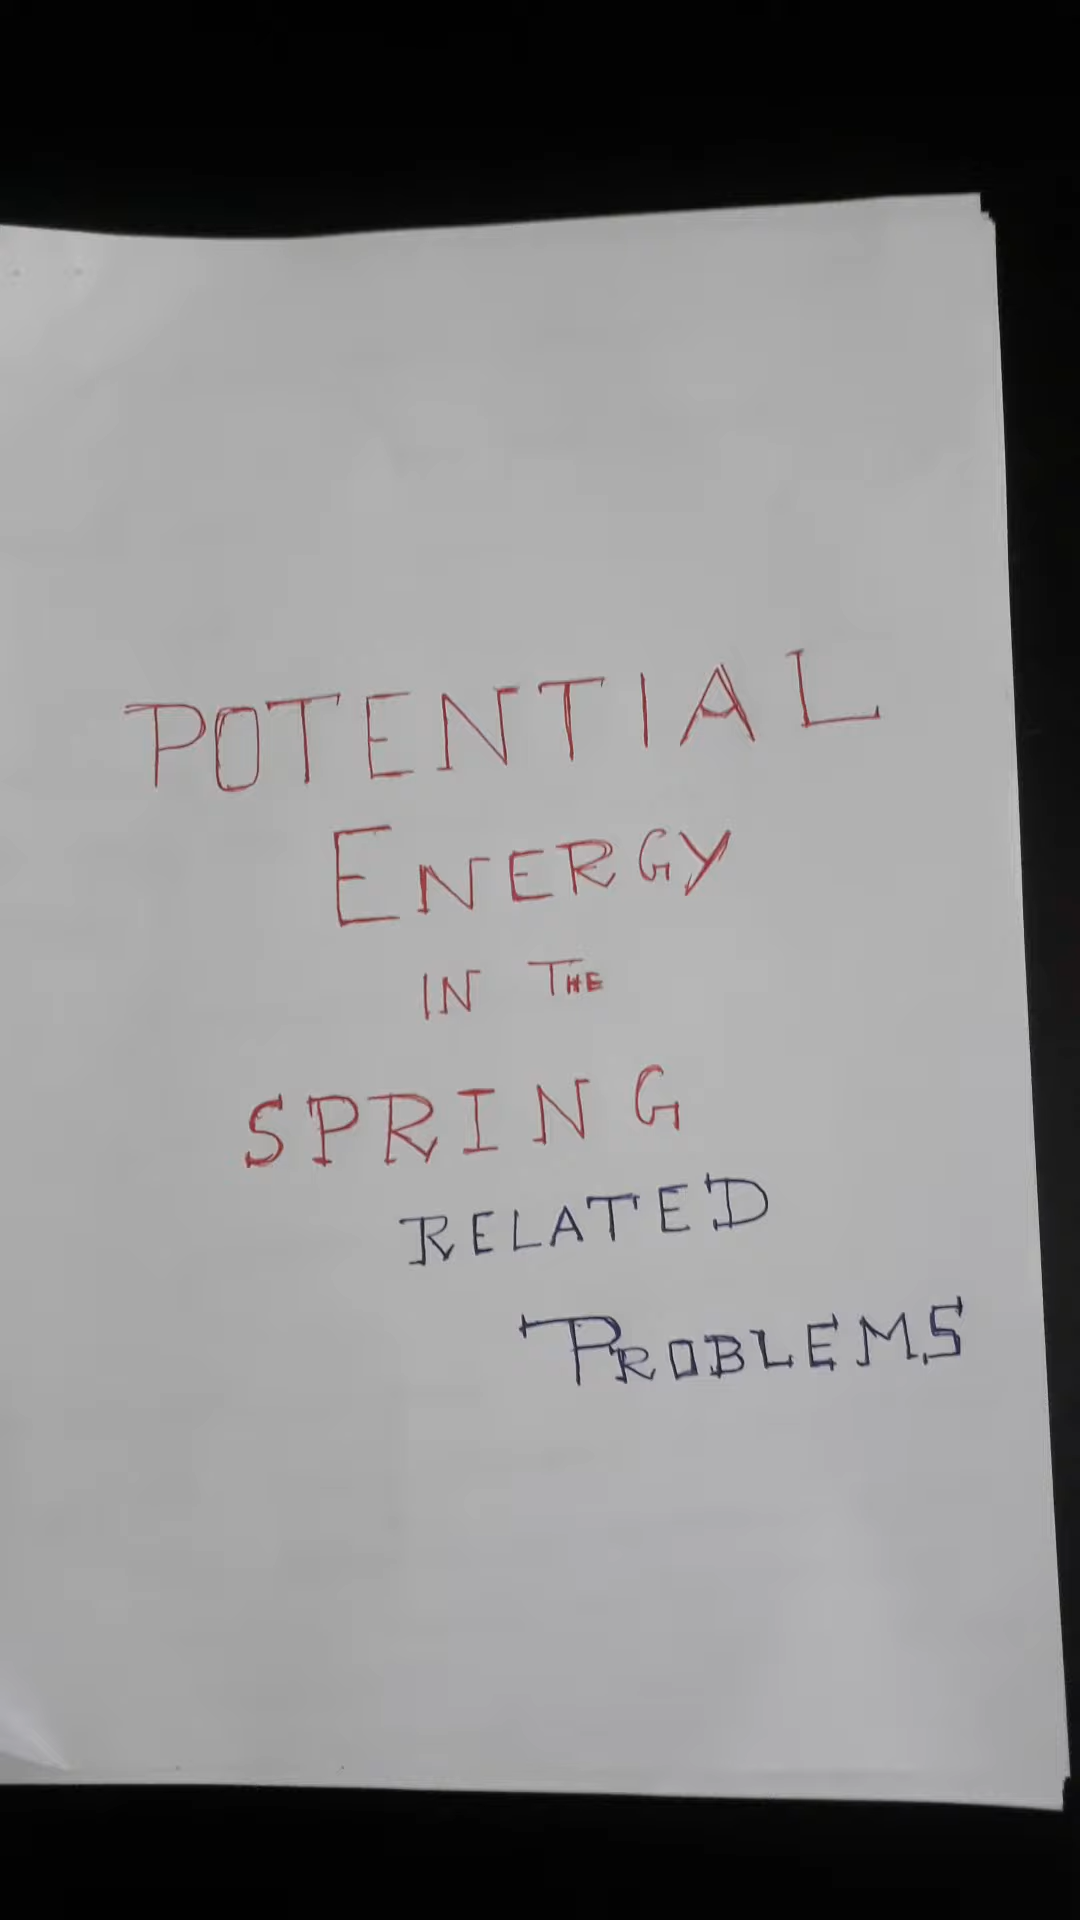 POTENTIAL
ENERGY
IN THE
SPRING
RELATED
PROBLEMS